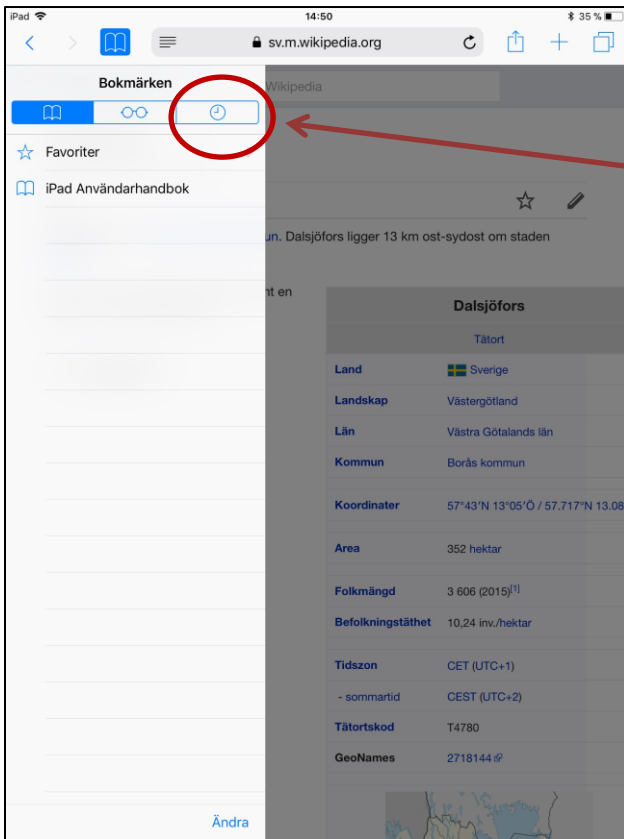 iPad 14:50 35 %
sv.m.wikipedia.org
Bokmärken
Wikipedia
Favoriter
iPad Användarhandbok
un. Dalsjöfors ligger 13 km ost-sydost om staden
nt en
Dalsjöfors
Tätort
Land Sverige
Landskap Västergötland
Län Västra Götalands län
Kommun Borås kommun
Koordinater 57°43′N 13°05′Ö / 57.717°N 13.08
Area 352 hektar
Folkmängd 3 606 (2015)[1]
Befolkningstäthet 10,24 inv./hektar
Tidszon CET (UTC+1)
- sommartid CEST (UTC+2)
Tätortskod T4780
GeoNames 2718144
Ändra